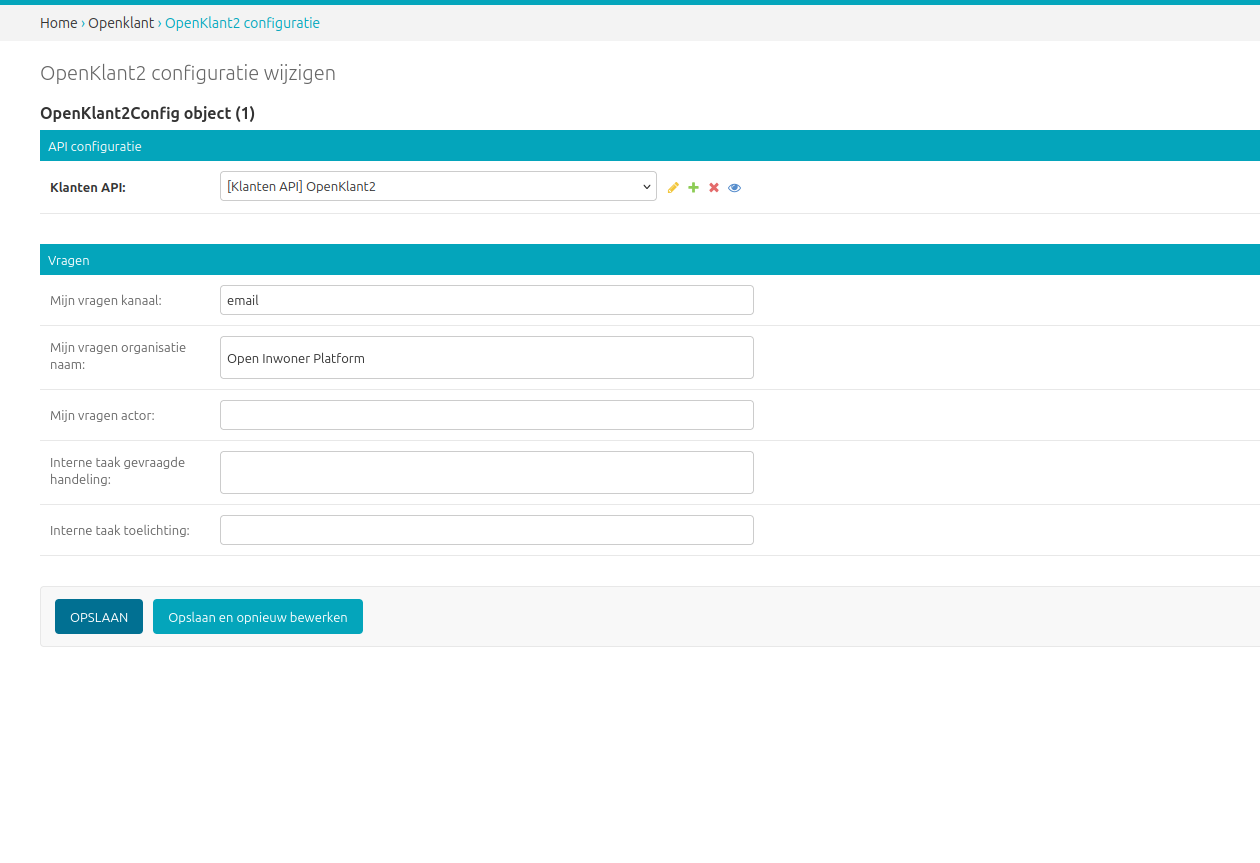 Home › Openklant › OpenKlant2 configuratie
OpenKlant2 configuratie wijzigen
OpenKlant2Config object (1)
API configuratie
Klanten API:
[Klanten API] OpenKlant2
Vragen
Mijn vragen kanaal:
email
Mijn vragen organisatie
naam:
Open Inwoner Platform
Mijn vragen actor:
Interne taak gevraagde
handeling:
Interne taak toelichting:
OPSLAAN
Opslaan en opnieuw bewerken